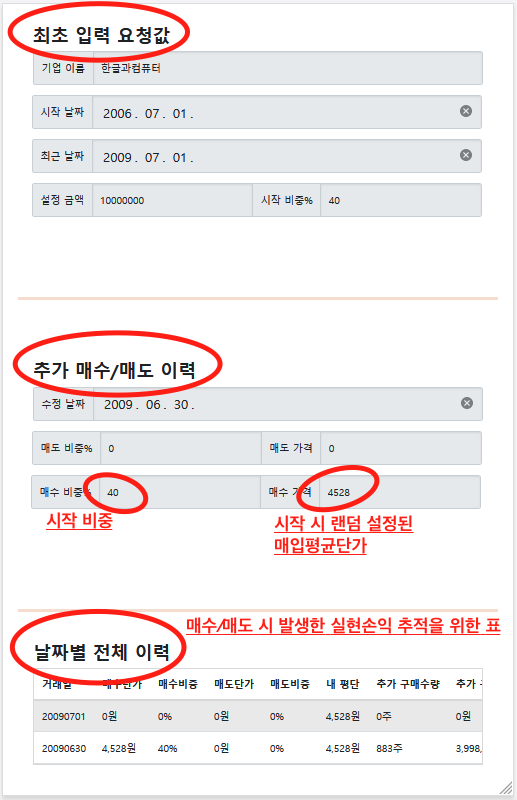 최초 입력 요청값
기업 이름 한글과컴퓨터
시작 날짜 2006. 07. 01.
최근 날짜 2009. 07. 01.
설정 금액 10000000 시작 비중% 40
추가 매수/매도 이력
수정 날짜 2009. 06. 30.
매도 비중% 0 매도 가격 0
매수 비중% 40 매수 가격 4528
시작 비중
시작 시 랜덤 설정된
매입평균단가
매수/매도 시 발생한 실현손익 추적을 위한 표
날짜별 전체 이력
거래일 매수단가 매수비중 매도단가 매도비중 내 평단 추가 구매수량 추가
20090701 0원 0% 0원 0% 4,528원 0주 0원
20090630 4,528원 40% 0원 0% 4,528원 883주 3,998,